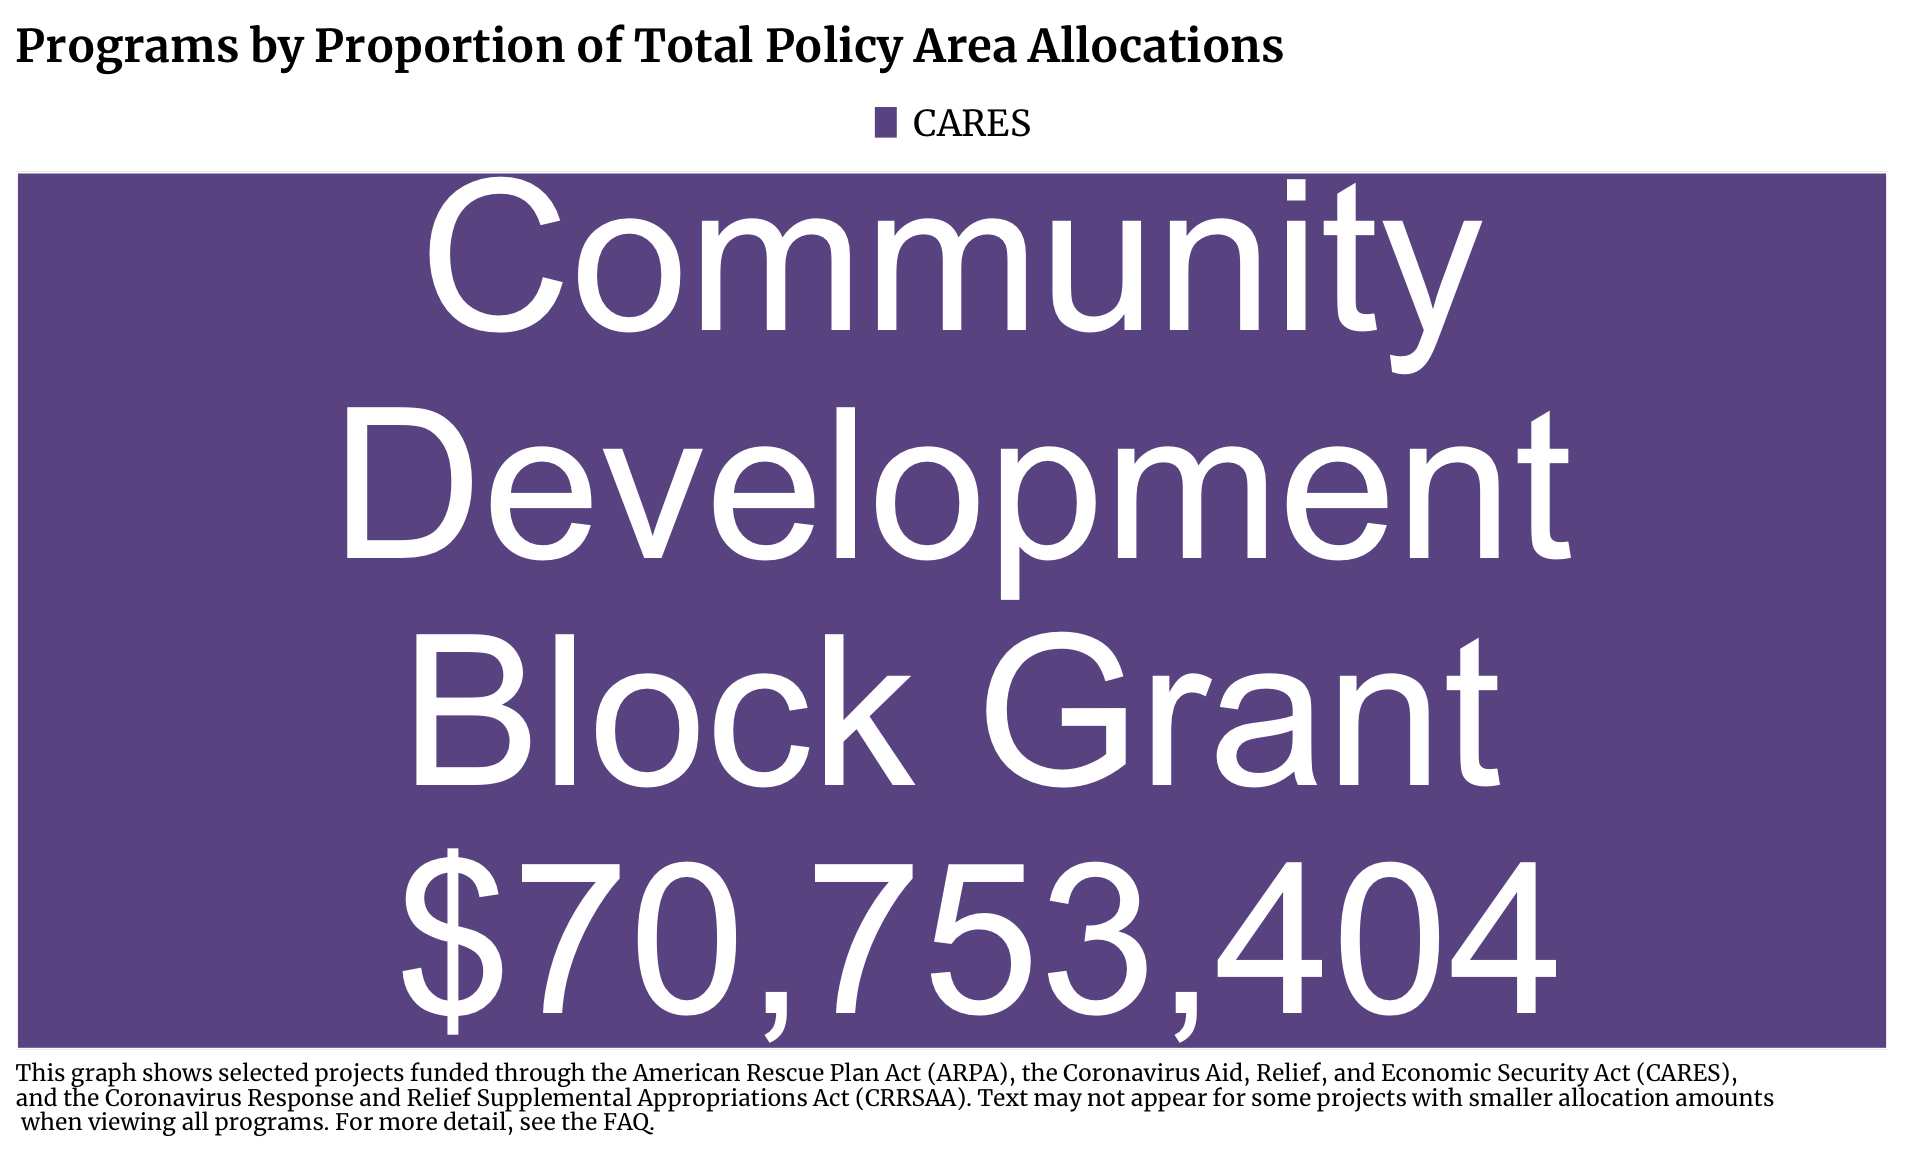 Programs by Proportion of Total Policy Area Allocations
CARES
Community
Development
Block Grant
$70,753,404
This graph shows selected projects funded through the American Rescue Plan Act (ARPA), the Coronavirus Aid, Relief, and Economic Security Act (CARES),
and the Coronavirus Response and Relief Supplemental Appropriations Act (CRRSAA). Text may not appear for some projects with smaller allocation amounts
when viewing all programs. For more detail, see the FAQ.